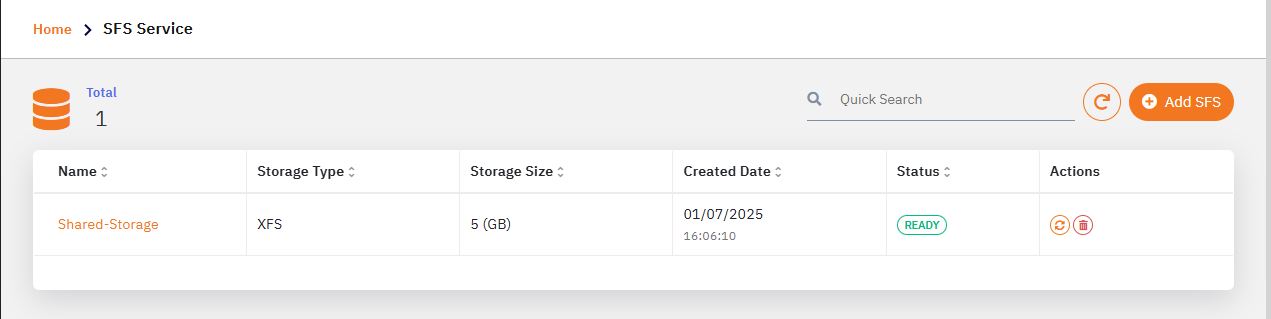 Home > SFS Service
Total
1
Quick Search
Add SFS
Name Storage Type Storage Size Created Date Status Actions
Shared-Storage XFS 5 (GB) 01/07/2025 READY
16:06:10